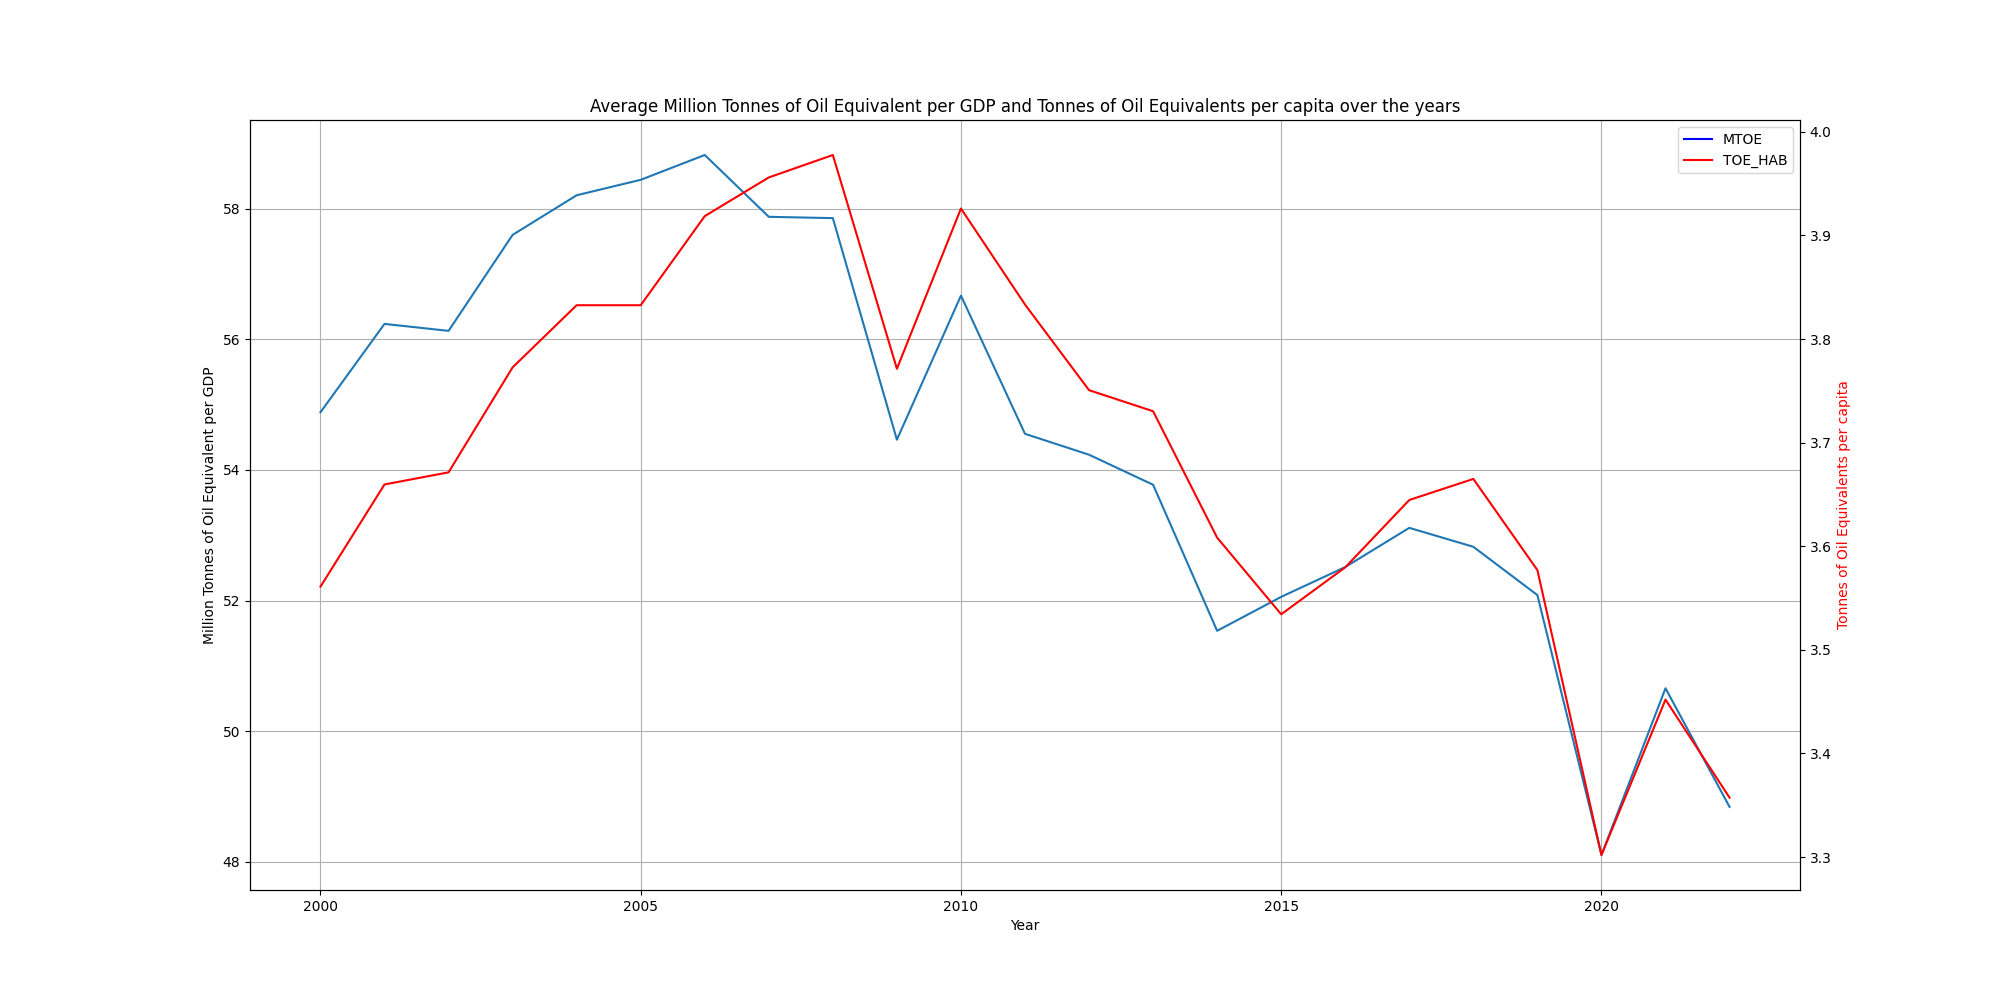 Average Million Tonnes of Oil Equivalent per GDP and Tonnes of Oil Equivalents per capita over the years
MTOE
TOE_HAB
Million Tonnes of Oil Equivalent per GDP
58
56
54
52
50
48
4.0
3.9
3.8
3.7
3.6
3.5
3.4
3.3
Tonnes of Oil Equivalents per capita
2000 2005 2010 2015 2020
Year